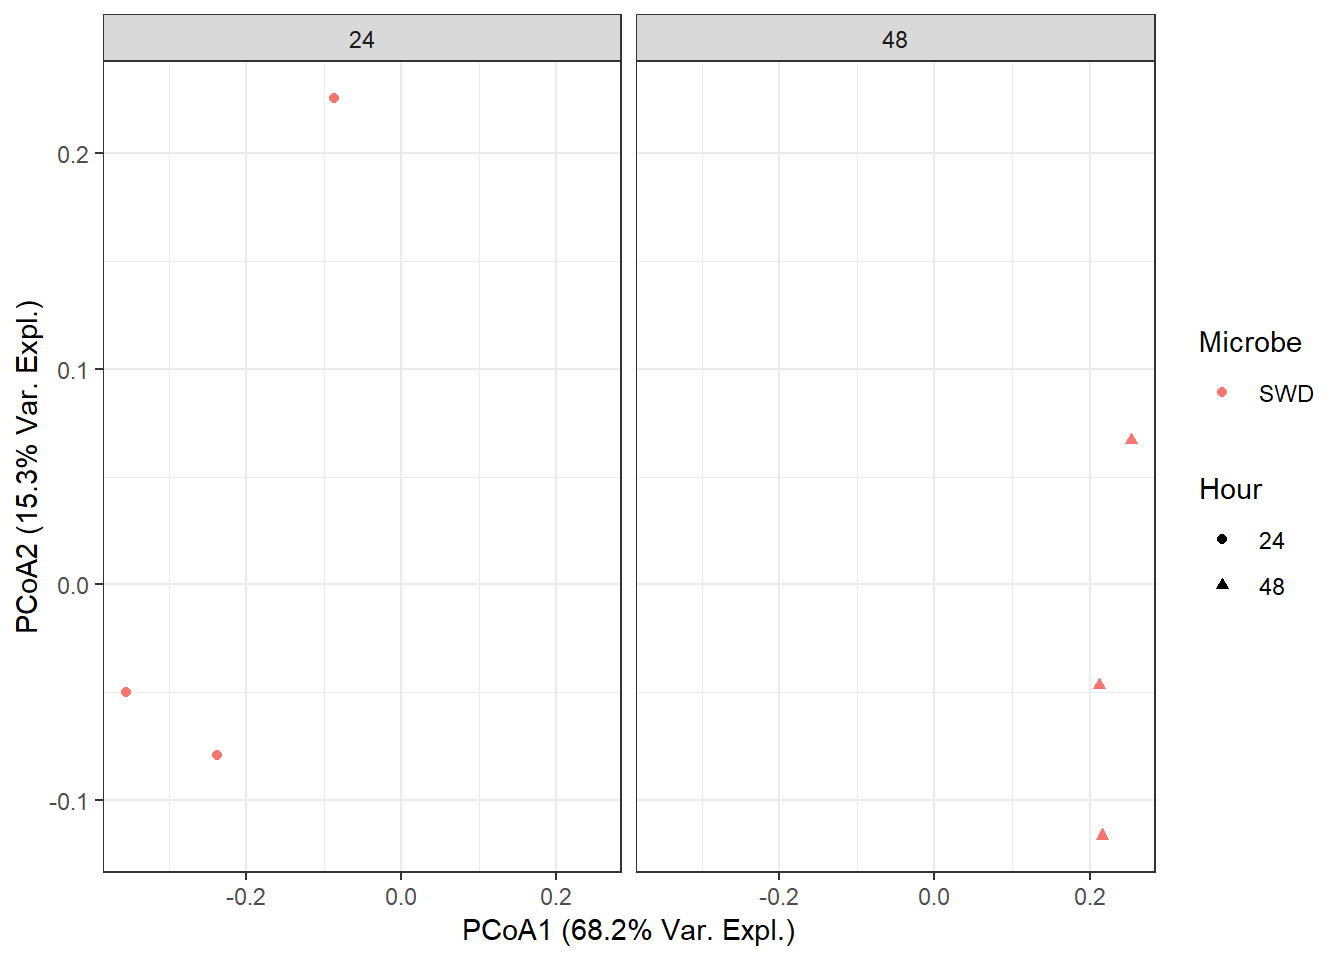 24
48
0.2
0.1
0.0
-0.1
PCoA2 (15.3% Var. Expl.)
-0.2
0.0
0.2
-0.2
0.0
0.2
PCoA1 (68.2% Var. Expl.)
Microbe
SWD
Hour
24
48